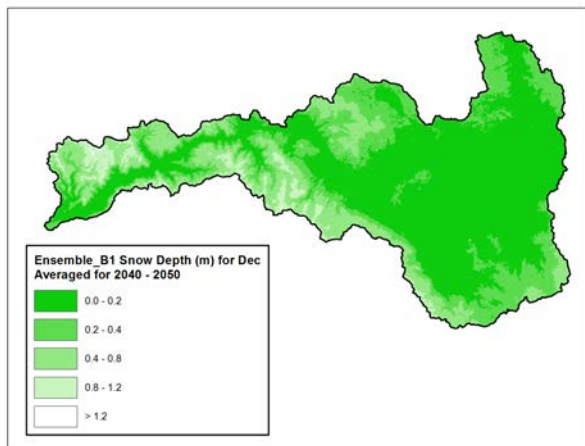 Ensemble_B1 Snow Depth (m) for Dec
Averaged for 2040 - 2050
0.0 - 0.2
0.2 - 0.4
0.4 - 0.8
0.8 - 1.2
> 1.2